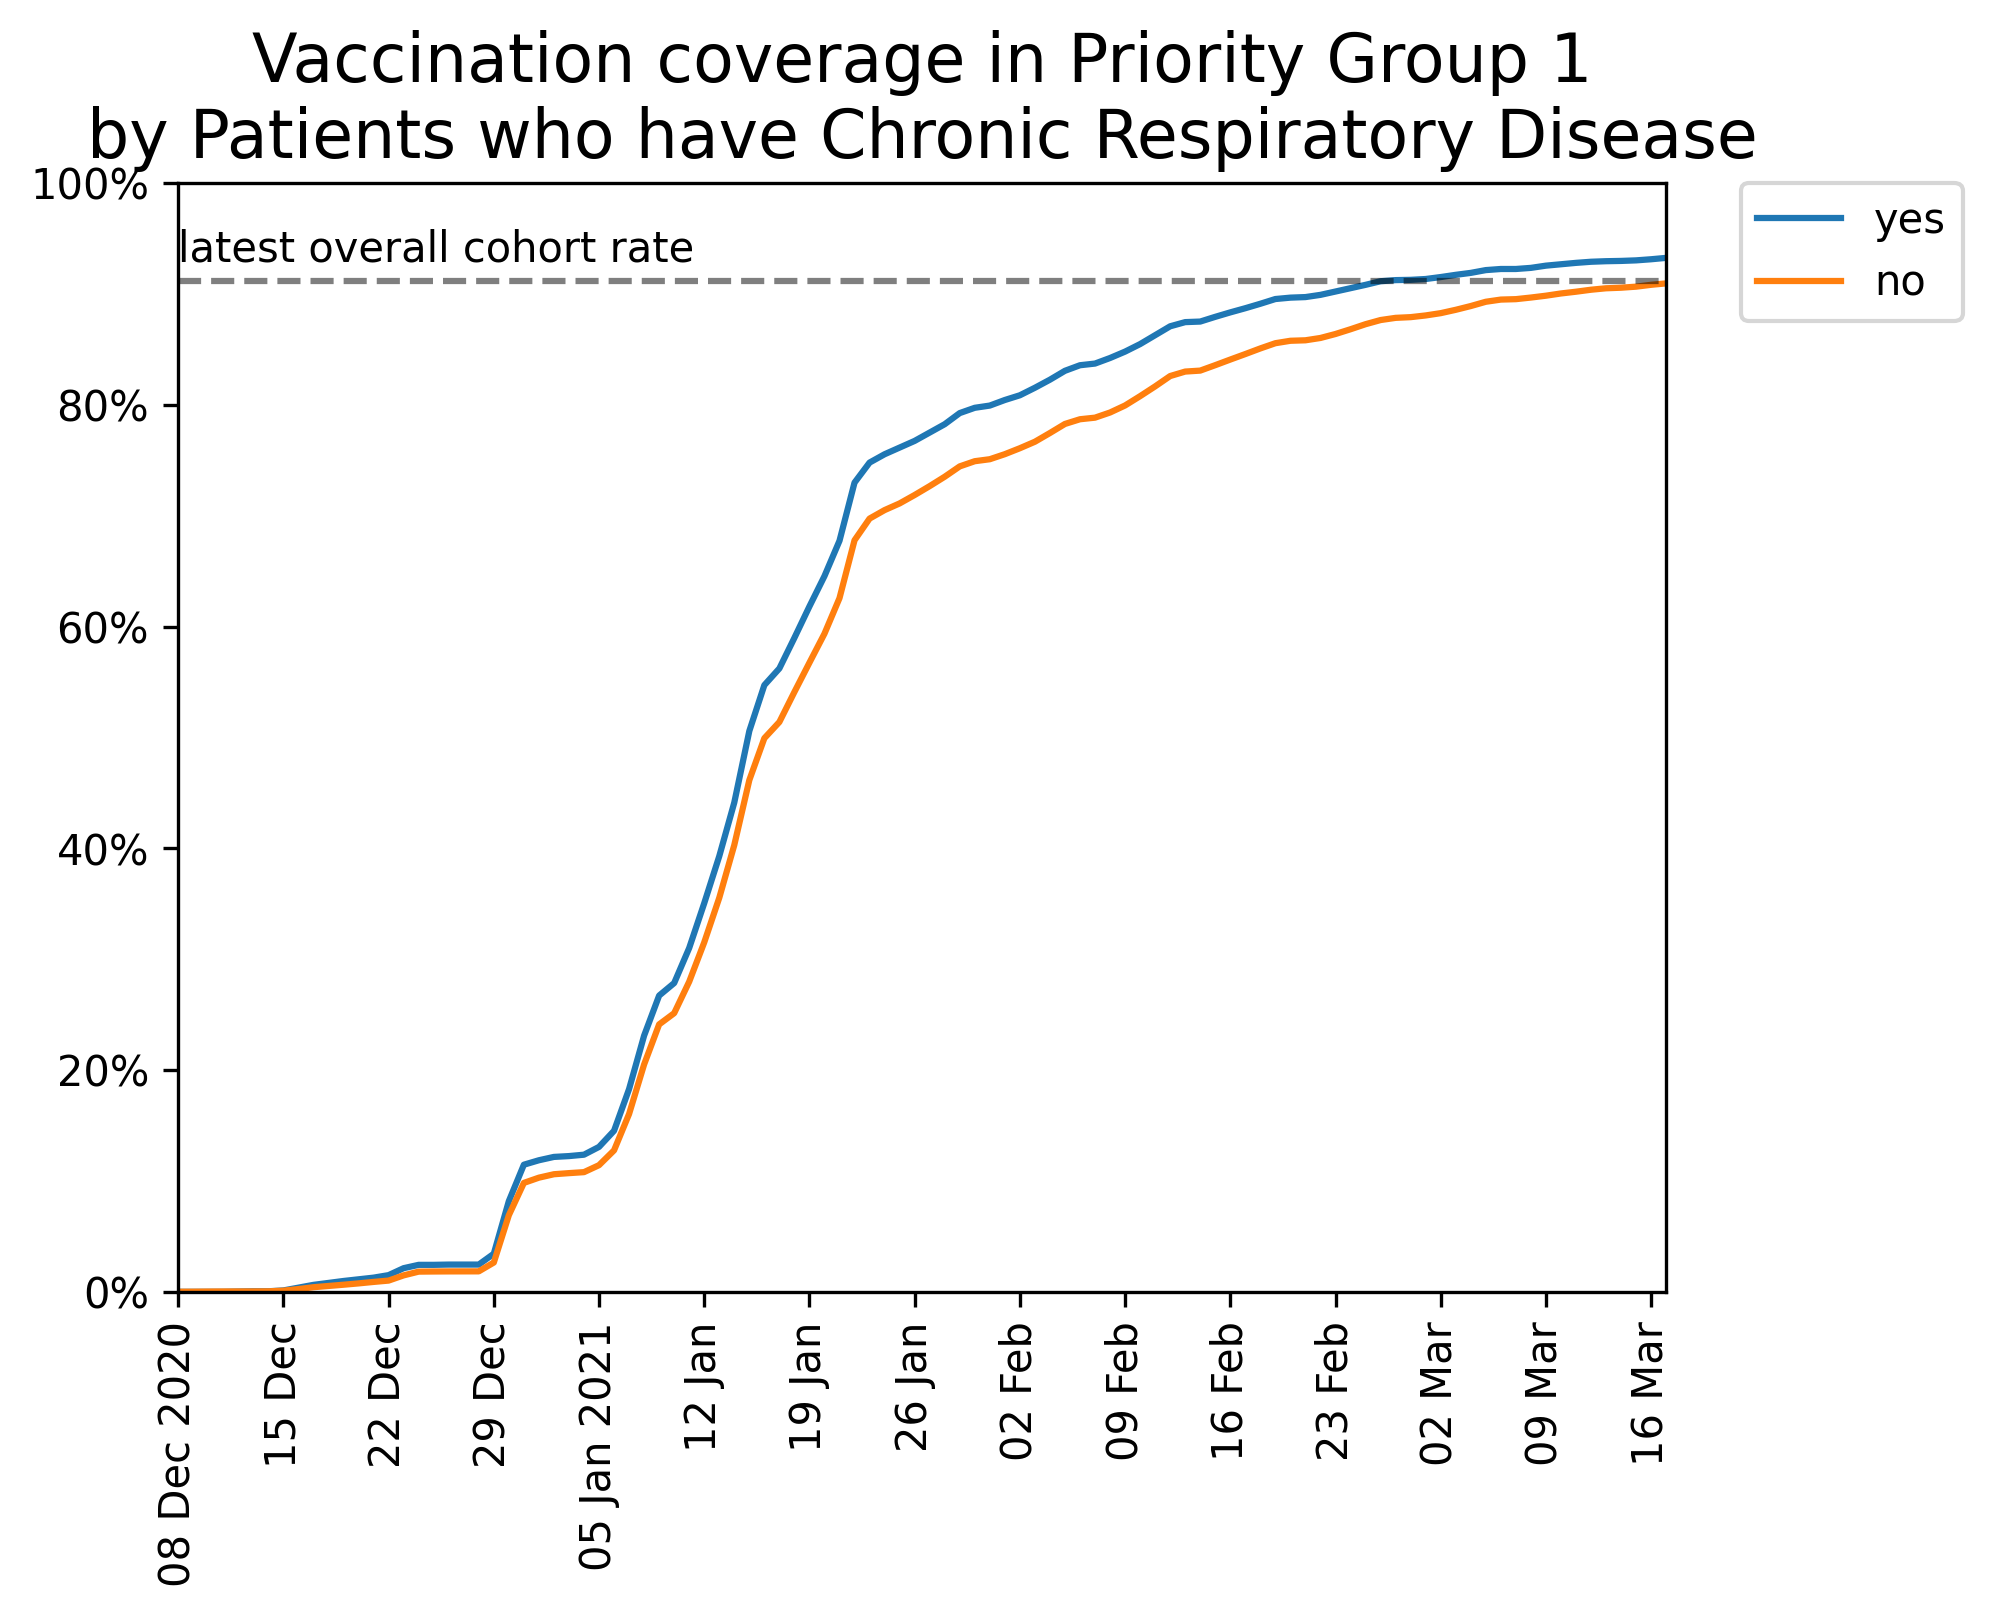 Vaccination coverage in Priority Group 1
by Patients who have Chronic Respiratory Disease
100%
80%
60%
40%
20%
0%
latest overall cohort rate
yes
no
08 Dec 2020
15 Dec
22 Dec
29 Dec
05 Jan 2021
12 Jan
19 Jan
26 Jan
02 Feb
09 Feb
16 Feb
23 Feb
02 Mar
09 Mar
16 Mar